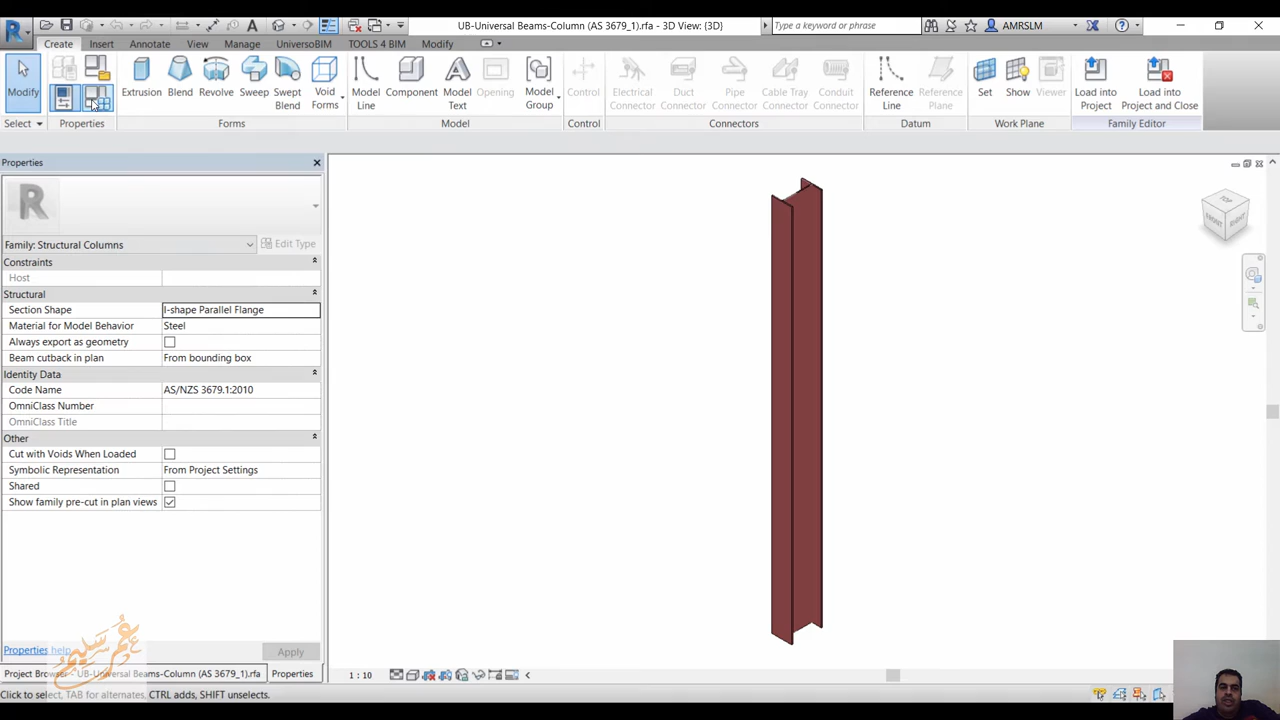 UB-Universal Beams-Column (AS 3679_1).rfa - 3D View: {3D}
Type a keyword or phrase
AMRSLM
Create
Insert
Annotate
View
Manage
UniversoBIM
TOOLS 4 BIM
Modify
Modify
Extrusion
Blend
Revolve
Sweep
Swept
Blend
Void
Forms
Model
Line
Component
Model
Text
Opening
Model
Group
Control
Electrical
Connector
Duct
Connector
Pipe
Connector
Cable Tray
Connector
Conduit
Connector
Reference
Line
Reference
Plane
Set
Show
Viewer
Load into
Project
Load into
Project and Close
Select
Properties
Forms
Model
Control
Connectors
Datum
Work Plane
Family Editor
Properties
R
Family: Structural Columns
Edit Type
Constraints
Host
Structural
Section Shape
I-shape Parallel Flange
Material for Model Behavior
Steel
Always export as geometry
Beam cutback in plan
From bounding box
Identity Data
Code Name
AS/NZS 3679.1:2010
OmniClass Number
OmniClass Title
Other
Cut with Voids When Loaded
Symbolic Representation
From Project Settings
Shared
Show family pre-cut in plan views
Properties help
Apply
عمر سليم
Project Browser - UB-Universal Beams-Column (AS 3679_1).rfa
Properties
1 : 10
Click to select, TAB for alternates, CTRL adds, SHIFT unselects.
TOP
FRONT
RIGHT